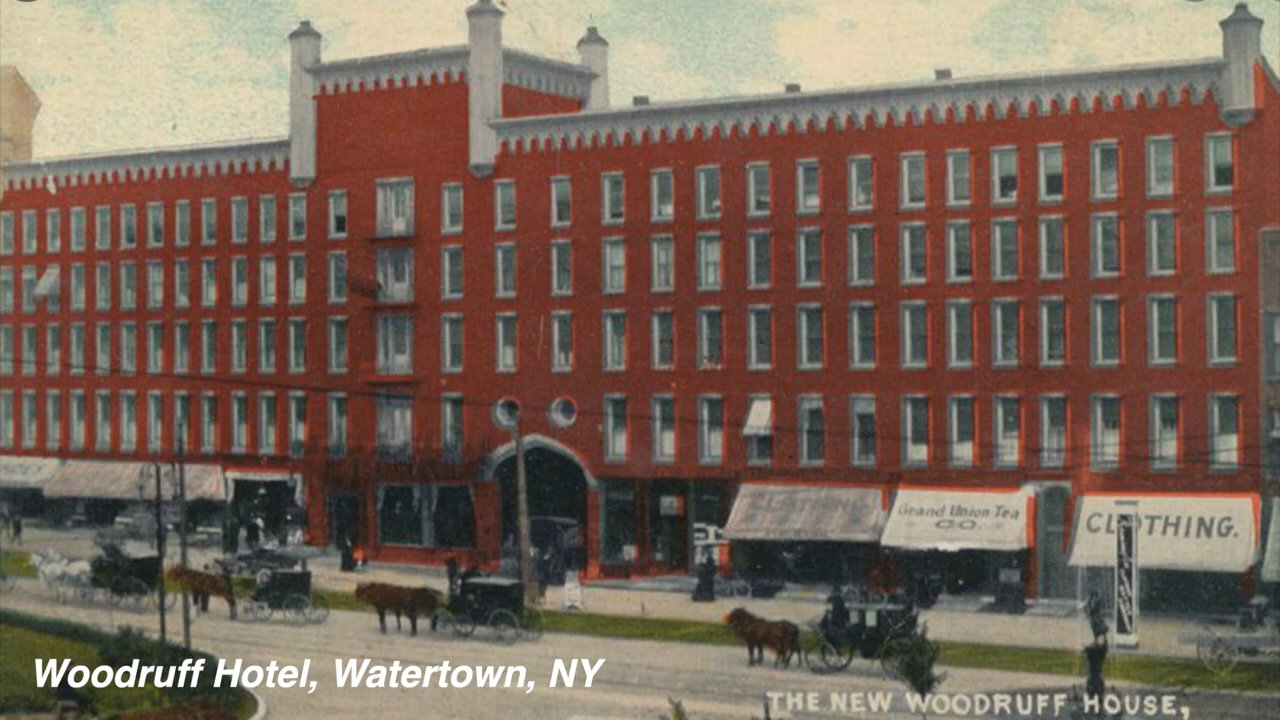 Grand Union Tea
CO.
CLOTHING.
Woodruff Hotel, Watertown, NY
THE NEW WOODRUFF HOUSE,